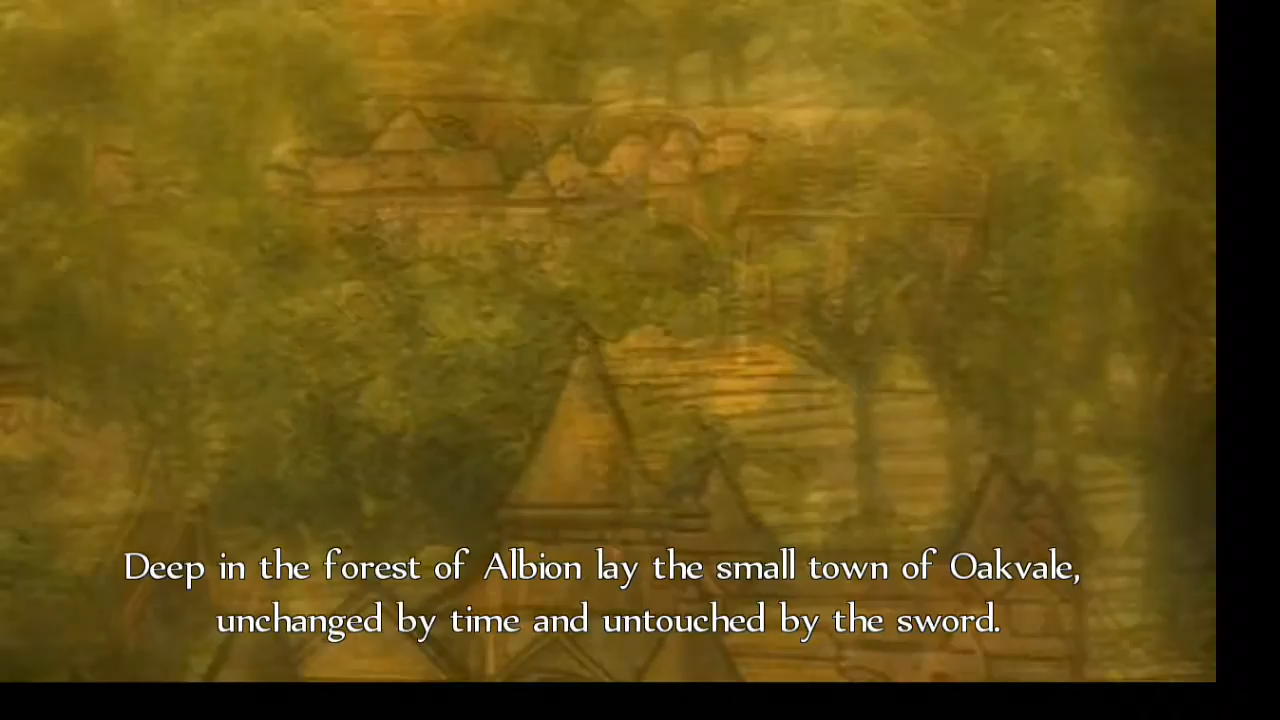 Deep in the forest of Albion lay the small town of Oakvale,
unchanged by time and untouched by the sword.